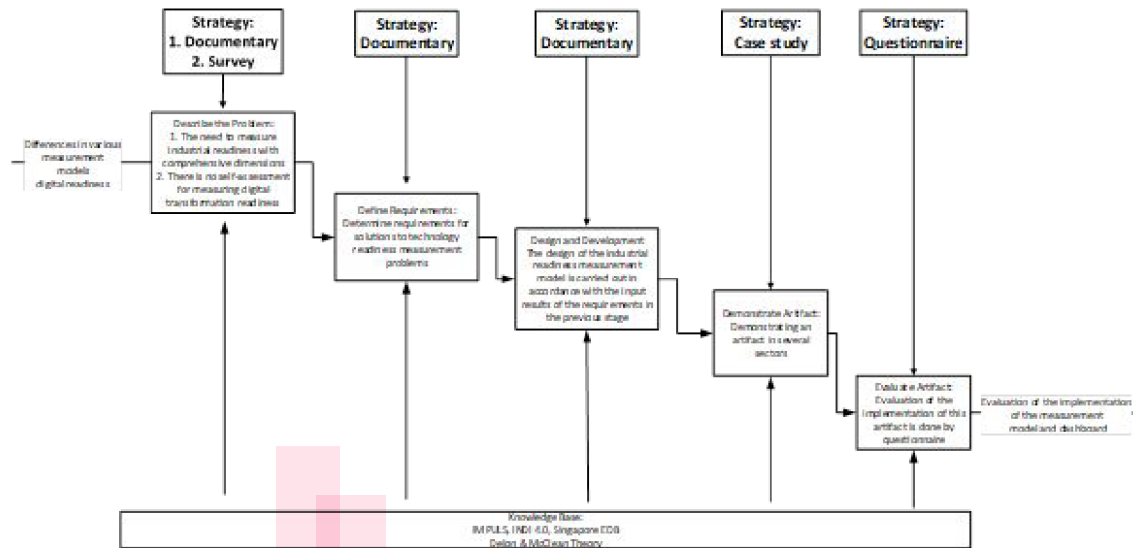 Strategy:
1. Documentary
2. Survey
Strategy:
Documentary
Strategy:
Documentary
Strategy:
Case study
Strategy:
Questionnaire
Differences in various
measurement
models
digital readiness
Describe the Problem:
1. The need to measure
industrial readiness with
comprehensive dimensions
2. There is no self-assessment
for measuring digital
transformation readiness
Define Requirements:
Determine requirements for
solutions to technology
readiness measurement
problems
Design and Development
The design of the industrial
readiness measurement
model is carried out in
accordance with the input
results of the requirements in
the previous stage
Demonstrate Artifact:
Demonstrating an
artifact in several
sectors
Evaluate Artifact:
Evaluation of the
implementation of this
artifact is done by
questionnaire
Evaluation of the implementation
of the measurement
model and dashboard
Knowledge Base:
IMPULS, INDI 4.0, Singapore EDB
Delon & McClean Theory